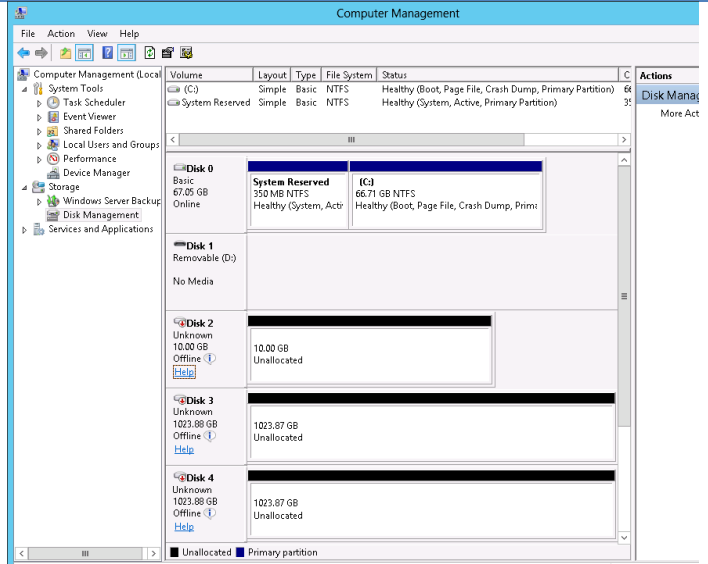 Computer Management
File Action View Help
Computer Management (Local
System Tools
Task Scheduler
Event Viewer
Shared Folders
Local Users and Groups
Performance
Device Manager
Storage
Windows Server Backup
Disk Management
Services and Applications
Volume Layout Type File System Status C
(C:) Simple Basic NTFS Healthy (Boot, Page File, Crash Dump, Primary Partition) 66
System Reserved Simple Basic NTFS Healthy (System, Active, Primary Partition) 35
Disk 0
Basic
67.05 GB
Online
System Reserved
350 MB NTFS
Healthy (System, Activ
(C:)
66.71 GB NTFS
Healthy (Boot, Page File, Crash Dump, Prima
Disk 1
Removable (D:)
No Media
Disk 2
Unknown
10.00 GB
Offline
Help
10.00 GB
Unallocated
Disk 3
Unknown
1023.88 GB
Offline
Help
1023.87 GB
Unallocated
Disk 4
Unknown
1023.88 GB
Offline
Help
1023.87 GB
Unallocated
Unallocated Primary partition
Actions
Disk Manag
More Act